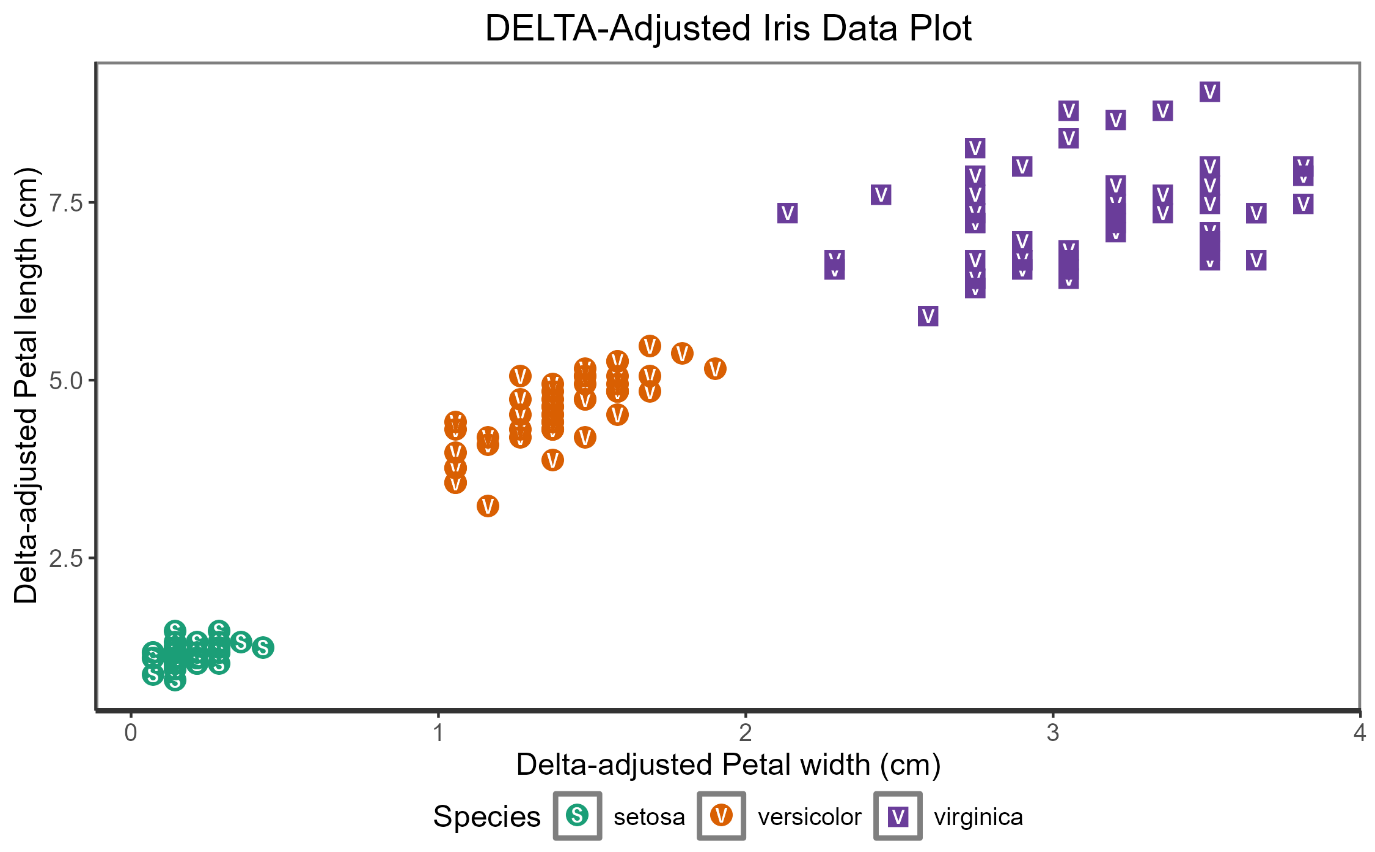 DELTA-Adjusted Iris Data Plot
Delta-adjusted Petal length (cm)
7.5
5.0
2.5
0 1 2 3 4
Delta-adjusted Petal width (cm)
Species S setosa V versicolor V virginica